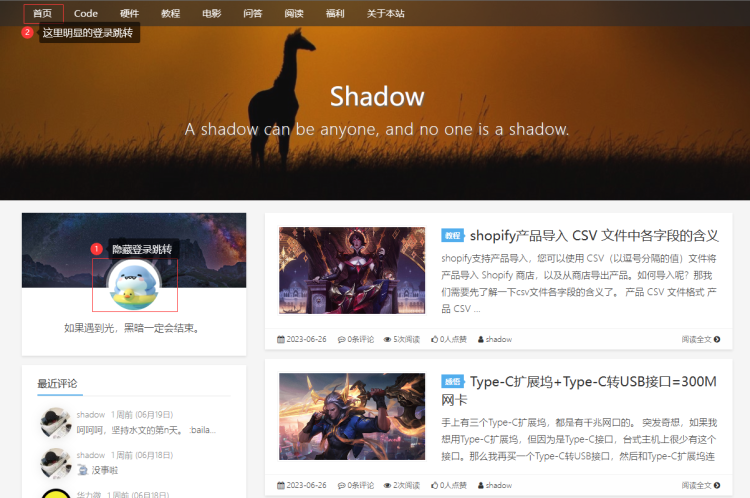 首页 Code 硬件 教程 电影 问答 阅读 福利 关于本站
2 这里明显的登录跳转
Shadow
A shadow can be anyone, and no one is a shadow.
1 隐藏登录跳转
如果遇到光，黑暗一定会结束。
最近评论
shadow 1周前 (06月19日)
呵呵呵，坚持水文的第n天。 :baila...
shadow 1周前 (06月18日)
没事啦
华力微 1周前 (06月18日)
教程 shopify产品导入 CSV 文件中各字段的含义
shopify支持产品导入，您可以使用 CSV（以逗号分隔的值）文件将
产品导入 Shopify 商店，以及从商店导出产品。如何导入呢？那我
们需要先了解一下csv文件各字段的含义了。 产品 CSV 文件格式 产
品 CSV ...
2023-06-26 0条评论 5次阅读 0人点赞 shadow 阅读全文
感悟 Type-C扩展坞+Type-C转USB接口=300M
网卡
手上有三个Type-C扩展坞，都是有千兆网口的。 突发奇想，如果我
想用Type-C扩展坞，但因为是Type-C接口，台式主机上很少有这个
接口。那么我再买一个Type-C转USB接口，然后和Type-C扩展坞连
2023-06-26 0条评论 2次阅读 0人点赞 shadow 阅读全文